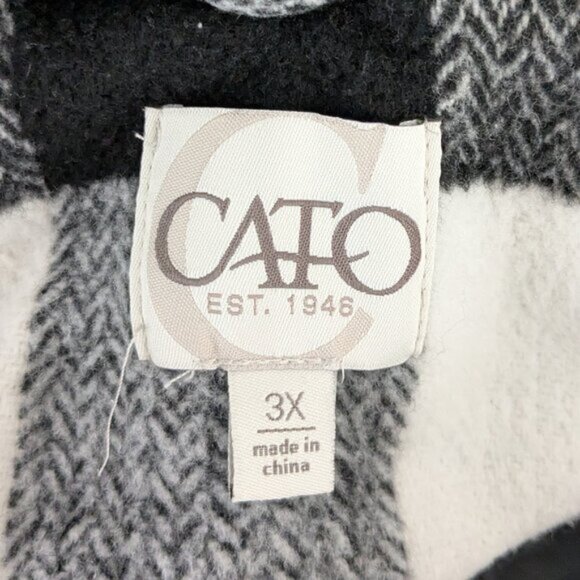 CATO
EST. 1946
3X
made in
china